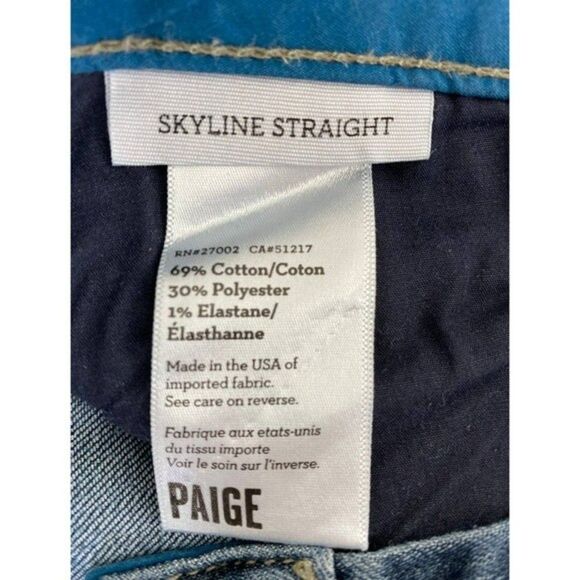 SKYLINE STRAIGHT
RN#27002 CA#51217
69% Cotton/Coton
30% Polyester
1% Elastane/
Élasthanne
Made in the USA of
imported fabric.
See care on reverse.
Fabrique aux etats-unis
du tissu importe
Voir le soin sur l'inverse.
PAIGE